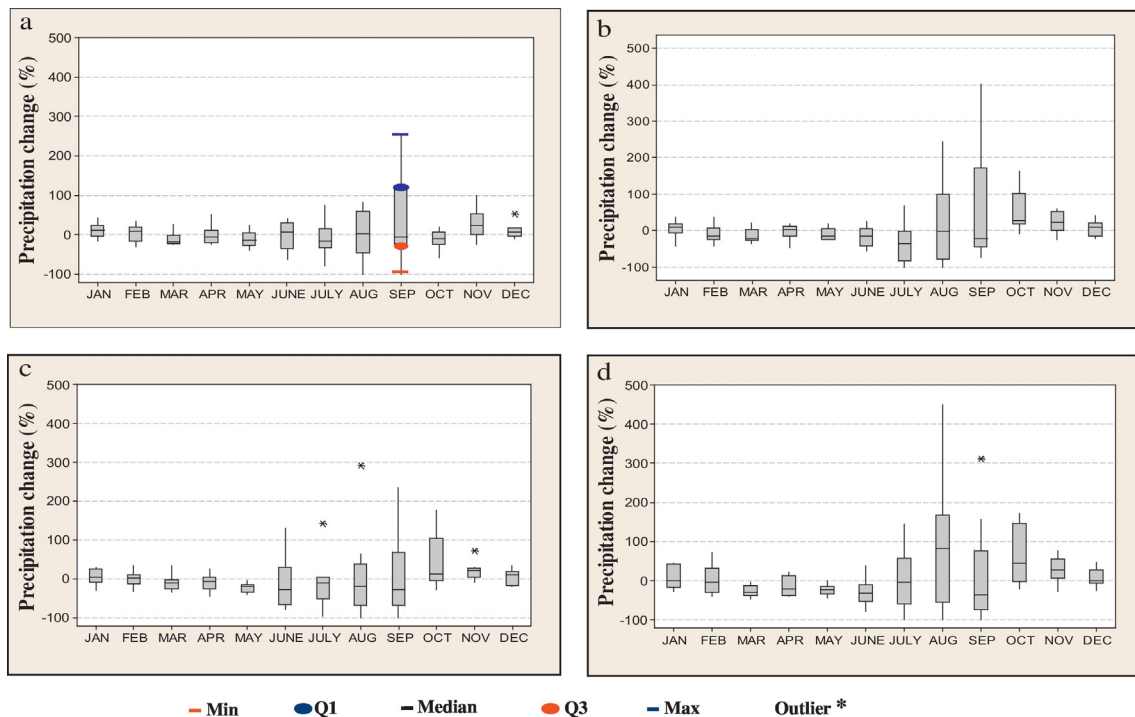 a
Precipitation change (%)
500
400
300
200
100
0
-100
JAN FEB MAR APR MAY JUNE JULY AUG SEP OCT NOV DEC
b
Precipitation change (%)
500
400
300
200
100
0
-100
JAN FEB MAR APR MAY JUNE JULY AUG SEP OCT NOV DEC
c
Precipitation change (%)
500
400
300
200
100
0
-100
JAN FEB MAR APR MAY JUNE JULY AUG SEP OCT NOV DEC
d
Precipitation change (%)
500
400
300
200
100
0
-100
JAN FEB MAR APR MAY JUNE JULY AUG SEP OCT NOV DEC
Min Q1 Median Q3 Max Outlier *